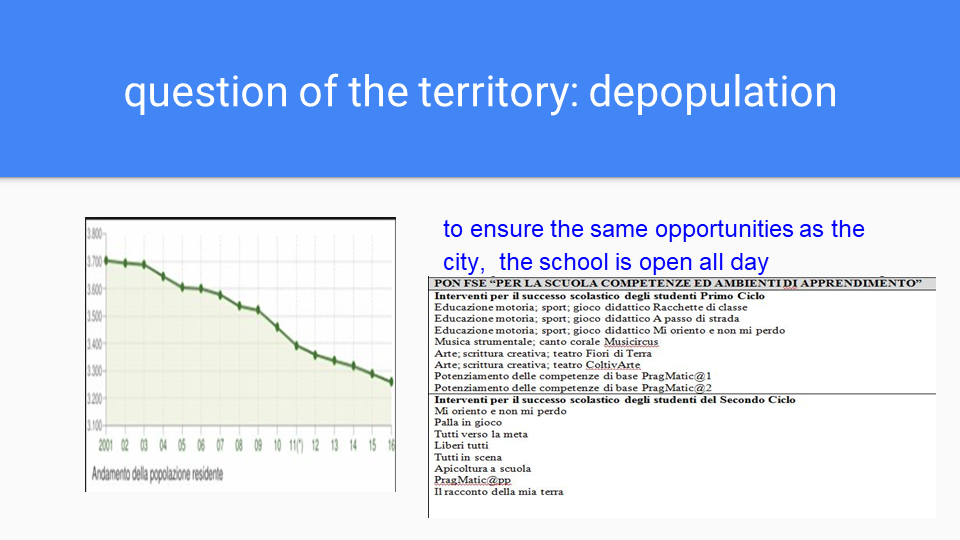 question of the territory: depopulation
to ensure the same opportunities as the
city, the school is open all day
3.800
3.700
3.600
3.500
3.400
3.300
3.200
3.100
2001 02 03 04 05 06 07 08 09 10 11(*) 12 13 14 15 16
Andamento della popolazione residente
PON FSE “PER LA SCUOLA COMPETENZE ED AMBIENTI DI APPRENDIMENTO”
Interventi per il successo scolastico degli studenti Primo Ciclo
Educazione motoria; sport; gioco didattico Racchette di classe
Educazione motoria; sport; gioco didattico A passo di strada
Educazione motoria; sport; gioco didattico Mi oriento e non mi perdo
Musica strumentale; canto corale Musicircus
Arte; scrittura creativa; teatro Fiori di Terra
Arte; scrittura creativa; teatro ColtivArte
Potenziamento delle competenze di base PragMatic@1
Potenziamento delle competenze di base PragMatic@2
Interventi per il successo scolastico degli studenti del Secondo Ciclo
Mi oriento e non mi perdo
Palla in gioco
Tutti verso la meta
Liberi tutti
Tutti in scena
Apicoltura a scuola
PragMatic@pp
Il racconto della mia terra